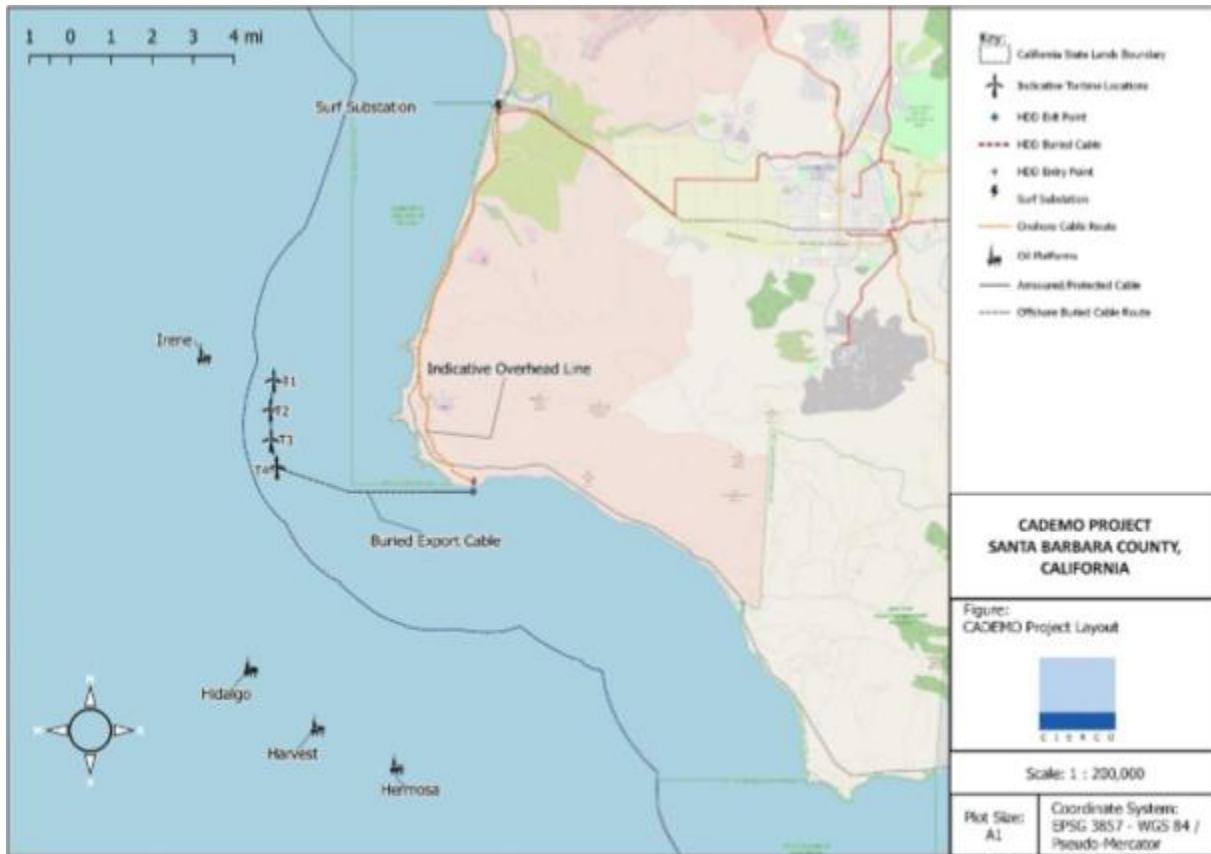 1 0 1 2 3 4 mi
Surf Substation
Irene
T1
T2
T3
T4
Indicative Overhead Line
Buried Export Cable
Hidalgo
Harvest
Hermosa
Key:
California State Lands Boundary
Indicative Turbine Locations
HDD Exit Point
HDD Buried Cable
HDD Entry Point
Surf Substation
Onshore Cable Route
Oil Platforms
Armoured/Protected Cable
Offshore Buried Cable Route
CADEMO PROJECT
SANTA BARBARA COUNTY,
CALIFORNIA
Figure:
CADEMO Project Layout
CIERCO
Scale: 1 : 200,000
Plot Size:
A1
Coordinate System:
EPSG 3857 - WGS 84 /
Pseudo-Mercator